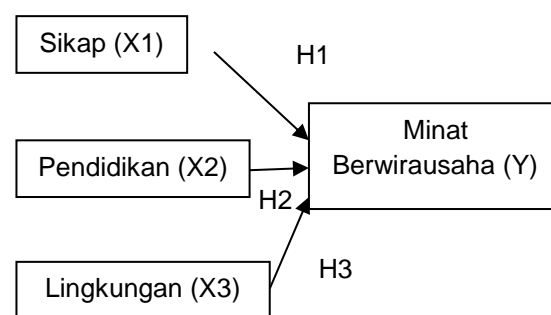 Sikap (X1)
H1
Minat
Berwirausaha (Y)
Pendidikan (X2)
H2
Lingkungan (X3)
H3